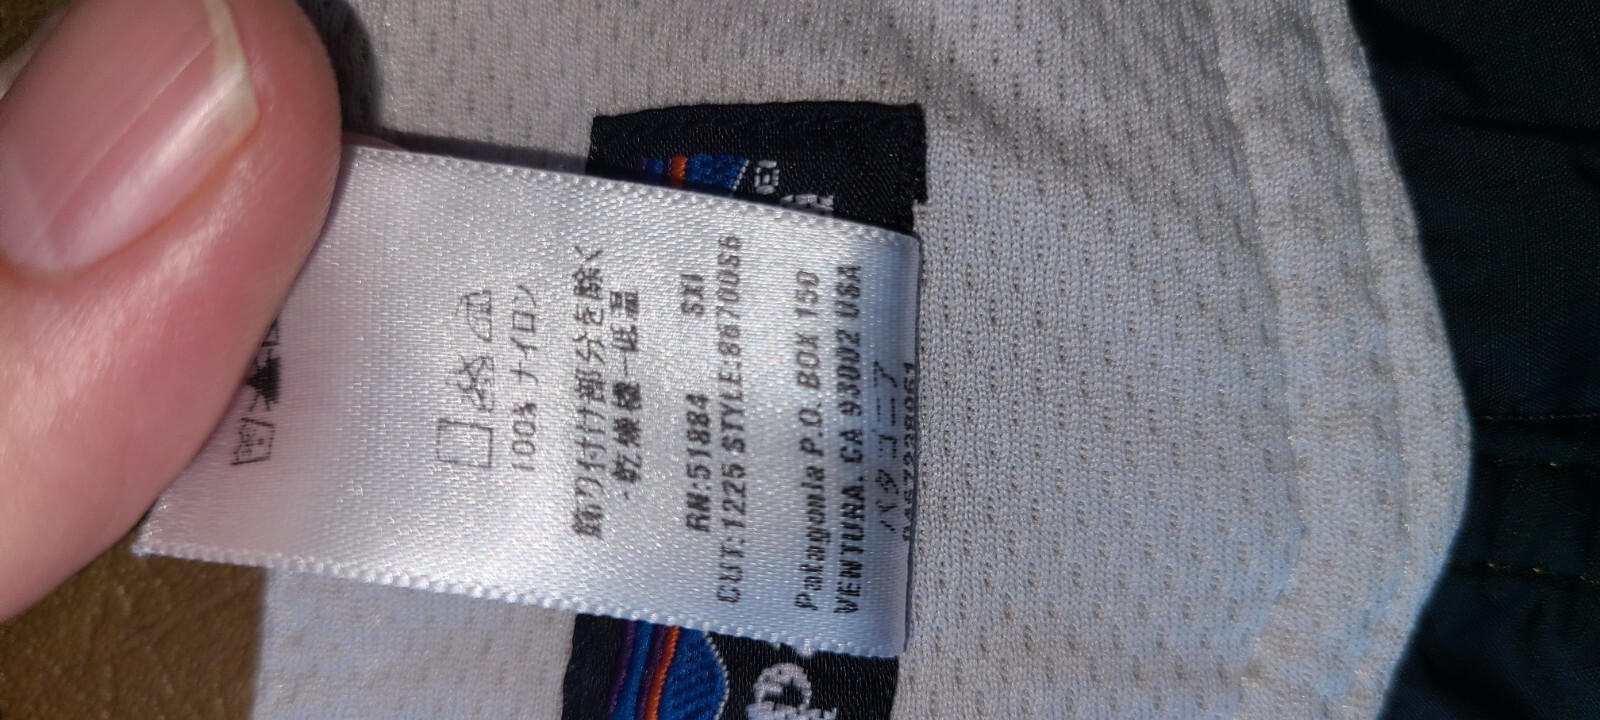 100% ナイロン
飾り付け部分を除く
・乾燥機－低温
RN:51884 SXI
CUT:1225 STYLE:86700S6
Patagonia P.O. BOX 150
VENTURA. CA 93002 USA
パタゴニア